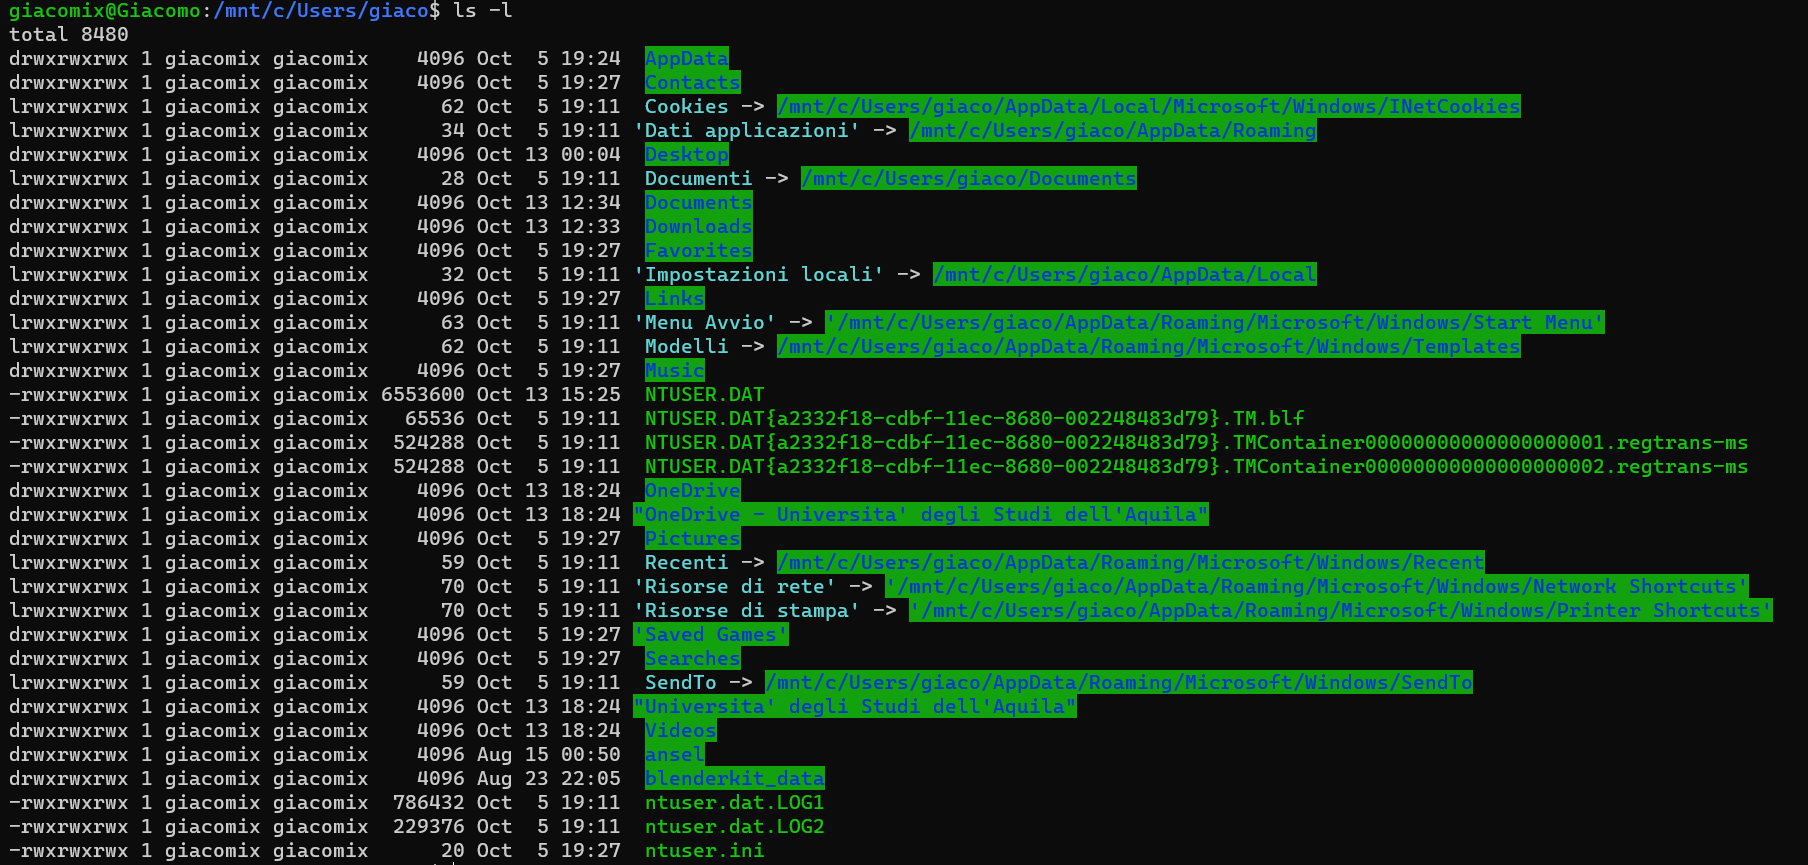 giacomix@Giacomo:/mnt/c/Users/giaco$ ls -l
total 8480
drwxrwxrwx 1 giacomix giacomix    4096 Oct  5 19:24  AppData
drwxrwxrwx 1 giacomix giacomix    4096 Oct  5 19:27  Contacts
lrwxrwxrwx 1 giacomix giacomix      62 Oct  5 19:11  Cookies -> /mnt/c/Users/giaco/AppData/Local/Microsoft/Windows/INetCookies
lrwxrwxrwx 1 giacomix giacomix      34 Oct  5 19:11 'Dati applicazioni' -> /mnt/c/Users/giaco/AppData/Roaming
drwxrwxrwx 1 giacomix giacomix    4096 Oct 13 00:04  Desktop
lrwxrwxrwx 1 giacomix giacomix      28 Oct  5 19:11  Documenti -> /mnt/c/Users/giaco/Documents
drwxrwxrwx 1 giacomix giacomix    4096 Oct 13 12:34  Documents
drwxrwxrwx 1 giacomix giacomix    4096 Oct 13 12:33  Downloads
drwxrwxrwx 1 giacomix giacomix    4096 Oct  5 19:27  Favorites
lrwxrwxrwx 1 giacomix giacomix      32 Oct  5 19:11 'Impostazioni locali' -> /mnt/c/Users/giaco/AppData/Local
drwxrwxrwx 1 giacomix giacomix    4096 Oct  5 19:27  Links
lrwxrwxrwx 1 giacomix giacomix      63 Oct  5 19:11 'Menu Avvio' -> '/mnt/c/Users/giaco/AppData/Roaming/Microsoft/Windows/Start Menu'
lrwxrwxrwx 1 giacomix giacomix      62 Oct  5 19:11  Modelli -> /mnt/c/Users/giaco/AppData/Roaming/Microsoft/Windows/Templates
drwxrwxrwx 1 giacomix giacomix    4096 Oct  5 19:27  Music
-rwxrwxrwx 1 giacomix giacomix 6553600 Oct 13 15:25  NTUSER.DAT
-rwxrwxrwx 1 giacomix giacomix   65536 Oct  5 19:11  NTUSER.DAT{a2332f18-cdbf-11ec-8680-002248483d79}.TM.blf
-rwxrwxrwx 1 giacomix giacomix  524288 Oct  5 19:11  NTUSER.DAT{a2332f18-cdbf-11ec-8680-002248483d79}.TMContainer00000000000000000001.regtrans-ms
-rwxrwxrwx 1 giacomix giacomix  524288 Oct  5 19:11  NTUSER.DAT{a2332f18-cdbf-11ec-8680-002248483d79}.TMContainer00000000000000000002.regtrans-ms
drwxrwxrwx 1 giacomix giacomix    4096 Oct 13 18:24  OneDrive
drwxrwxrwx 1 giacomix giacomix    4096 Oct 13 18:24 "OneDrive - Universita' degli Studi dell'Aquila"
drwxrwxrwx 1 giacomix giacomix    4096 Oct  5 19:27  Pictures
lrwxrwxrwx 1 giacomix giacomix      59 Oct  5 19:11  Recenti -> /mnt/c/Users/giaco/AppData/Roaming/Microsoft/Windows/Recent
lrwxrwxrwx 1 giacomix giacomix      70 Oct  5 19:11 'Risorse di rete' -> '/mnt/c/Users/giaco/AppData/Roaming/Microsoft/Windows/Network Shortcuts'
lrwxrwxrwx 1 giacomix giacomix      70 Oct  5 19:11 'Risorse di stampa' -> '/mnt/c/Users/giaco/AppData/Roaming/Microsoft/Windows/Printer Shortcuts'
drwxrwxrwx 1 giacomix giacomix    4096 Oct  5 19:27 'Saved Games'
drwxrwxrwx 1 giacomix giacomix    4096 Oct  5 19:27  Searches
lrwxrwxrwx 1 giacomix giacomix      59 Oct  5 19:11  SendTo -> /mnt/c/Users/giaco/AppData/Roaming/Microsoft/Windows/SendTo
drwxrwxrwx 1 giacomix giacomix    4096 Oct 13 18:24 "Universita' degli Studi dell'Aquila"
drwxrwxrwx 1 giacomix giacomix    4096 Oct 13 18:24  Videos
drwxrwxrwx 1 giacomix giacomix    4096 Aug 15 00:50  ansel
drwxrwxrwx 1 giacomix giacomix    4096 Aug 23 22:05  blenderkit_data
-rwxrwxrwx 1 giacomix giacomix  786432 Oct  5 19:11  ntuser.dat.LOG1
-rwxrwxrwx 1 giacomix giacomix  229376 Oct  5 19:11  ntuser.dat.LOG2
-rwxrwxrwx 1 giacomix giacomix      20 Oct  5 19:27  ntuser.ini